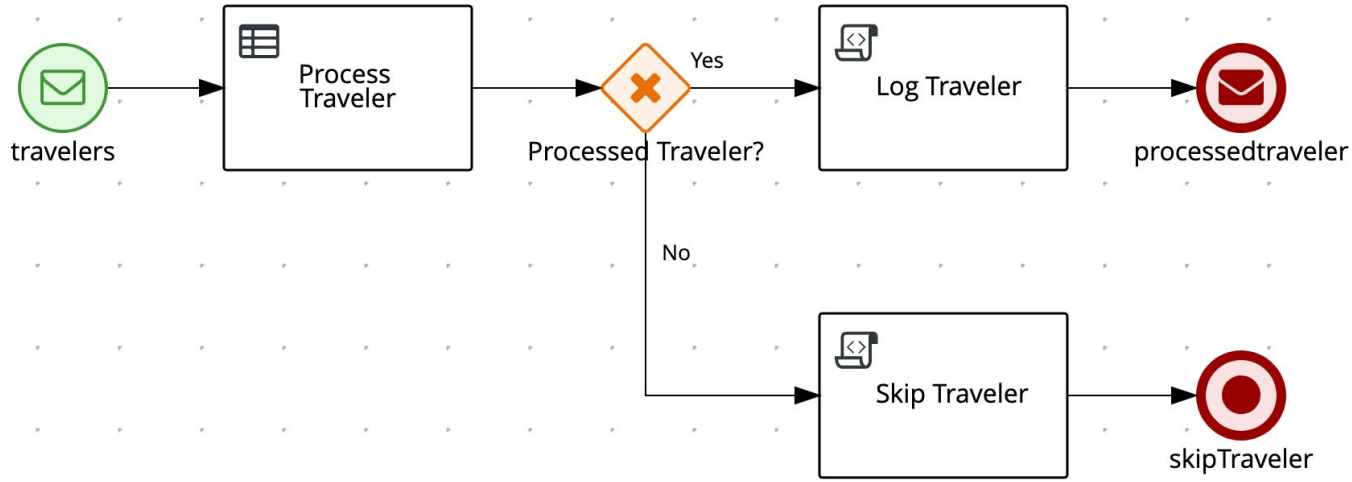 travelers
Process
Traveler
Processed Traveler?
Yes
Log Traveler
processedtraveler
No
Skip Traveler
skipTraveler